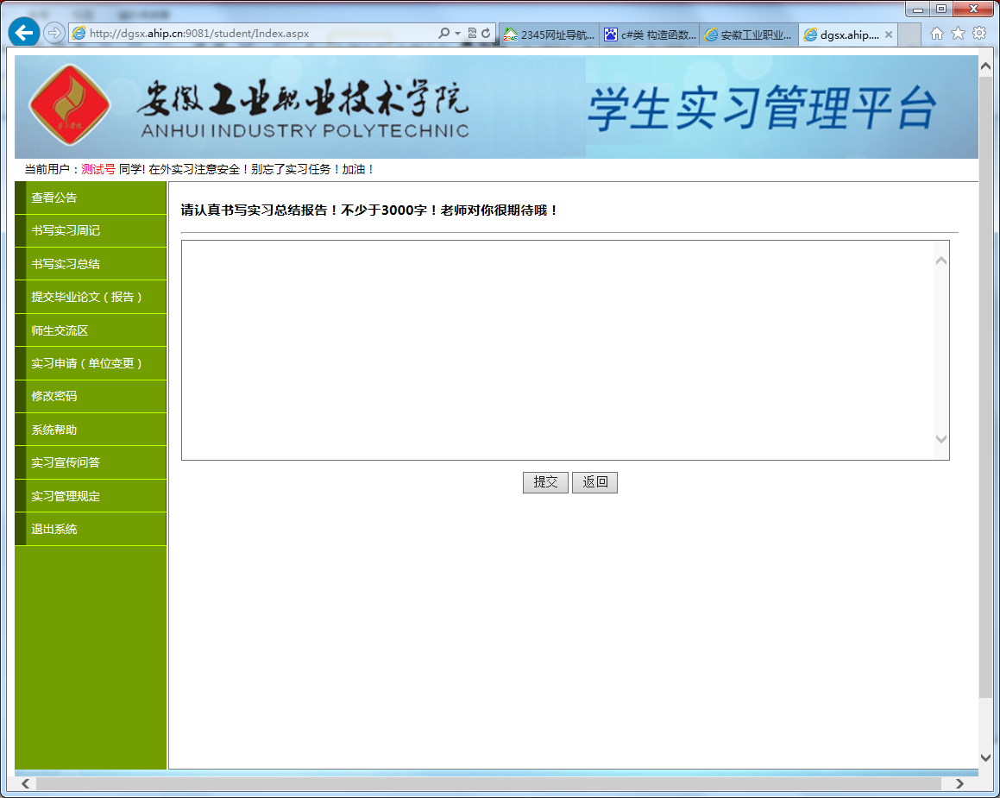 http://dgsx.ahip.cn:9081/student/Index.aspx
2345网址导航...
c#类 构造函数...
安徽工业职业...
dgsx.ahip....
安徽工业职业技术学院
ANHUI INDUSTRY POLYTECHNIC
学生实习管理平台
当前用户：测试号 同学! 在外实习注意安全！别忘了实习任务！加油！
查看公告
书写实习周记
书写实习总结
提交毕业论文（报告）
师生交流区
实习申请（单位变更）
修改密码
系统帮助
实习宣传问答
实习管理规定
退出系统
请认真书写实习总结报告！不少于3000字！老师对你很期待哦！
提交
返回